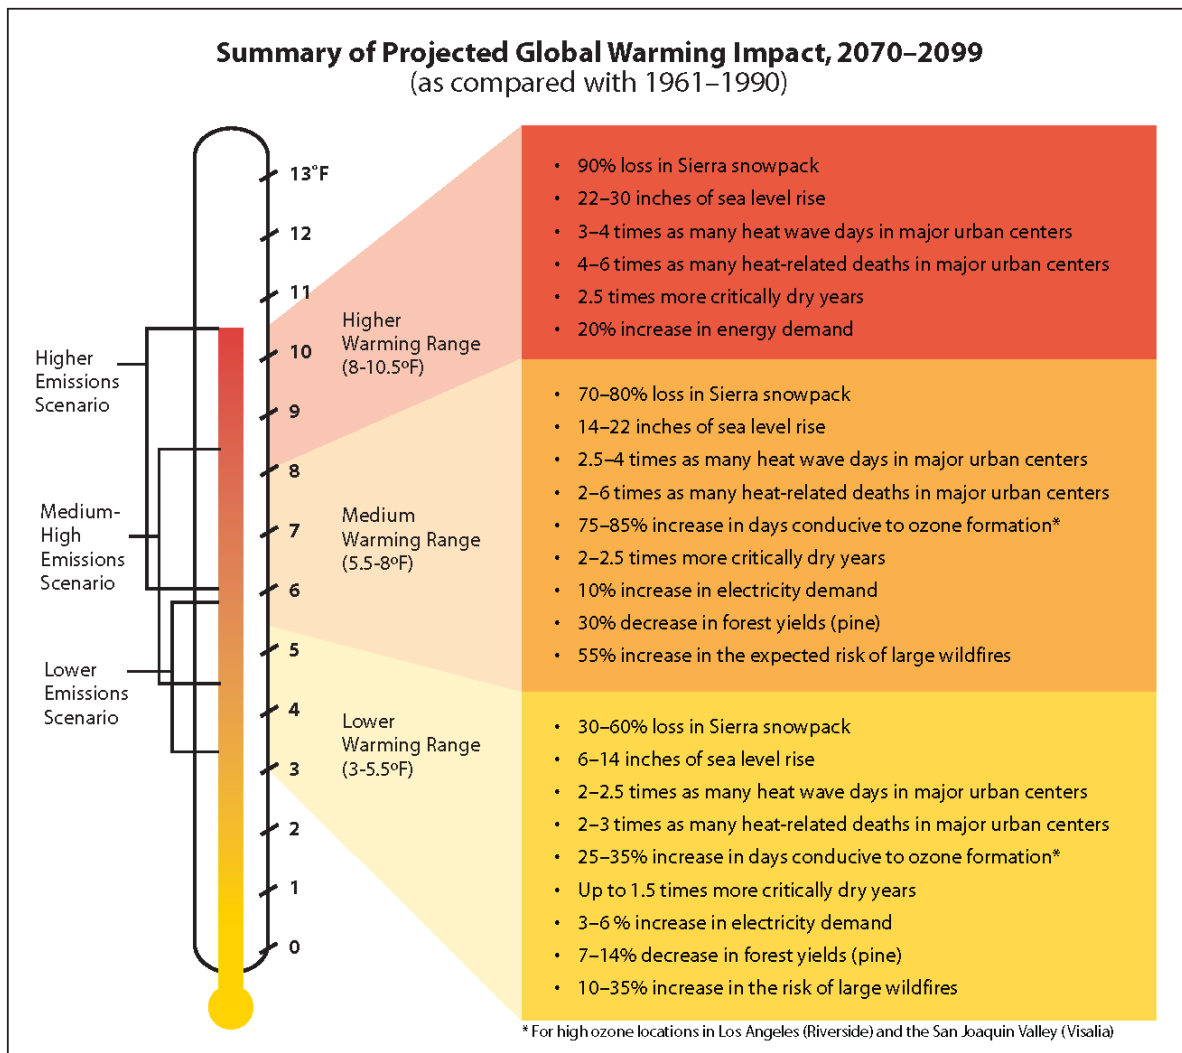 Summary of Projected Global Warming Impact, 2070–2099
(as compared with 1961–1990)
13°F
12
11
10
9
8
7
6
5
4
3
2
1
0
Higher
Emissions
Scenario
Medium-
High
Emissions
Scenario
Lower
Emissions
Scenario
Higher
Warming Range
(8-10.5ºF)
• 90% loss in Sierra snowpack
• 22–30 inches of sea level rise
• 3–4 times as many heat wave days in major urban centers
• 4–6 times as many heat-related deaths in major urban centers
• 2.5 times more critically dry years
• 20% increase in energy demand
Medium
Warming Range
(5.5-8ºF)
• 70–80% loss in Sierra snowpack
• 14–22 inches of sea level rise
• 2.5–4 times as many heat wave days in major urban centers
• 2–6 times as many heat-related deaths in major urban centers
• 75–85% increase in days conducive to ozone formation*
• 2–2.5 times more critically dry years
• 10% increase in electricity demand
• 30% decrease in forest yields (pine)
• 55% increase in the expected risk of large wildfires
Lower
Warming Range
(3-5.5ºF)
• 30–60% loss in Sierra snowpack
• 6–14 inches of sea level rise
• 2–2.5 times as many heat wave days in major urban centers
• 2–3 times as many heat-related deaths in major urban centers
• 25–35% increase in days conducive to ozone formation*
• Up to 1.5 times more critically dry years
• 3–6 % increase in electricity demand
• 7–14% decrease in forest yields (pine)
• 10–35% increase in the risk of large wildfires
* For high ozone locations in Los Angeles (Riverside) and the San Joaquin Valley (Visalia)